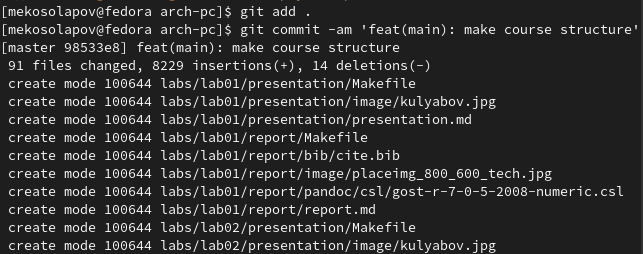 [mekosolapov@fedora arch-pc]$ git add .
[mekosolapov@fedora arch-pc]$ git commit -am 'feat(main): make course structure'
[master 98533e8] feat(main): make course structure
 91 files changed, 8229 insertions(+), 14 deletions(-)
 create mode 100644 labs/lab01/presentation/Makefile
 create mode 100644 labs/lab01/presentation/image/kulyabov.jpg
 create mode 100644 labs/lab01/presentation/presentation.md
 create mode 100644 labs/lab01/report/Makefile
 create mode 100644 labs/lab01/report/bib/cite.bib
 create mode 100644 labs/lab01/report/image/placeimg_800_600_tech.jpg
 create mode 100644 labs/lab01/report/pandoc/csl/gost-r-7-0-5-2008-numeric.csl
 create mode 100644 labs/lab01/report/report.md
 create mode 100644 labs/lab02/presentation/Makefile
 create mode 100644 labs/lab02/presentation/image/kulyabov.jpg